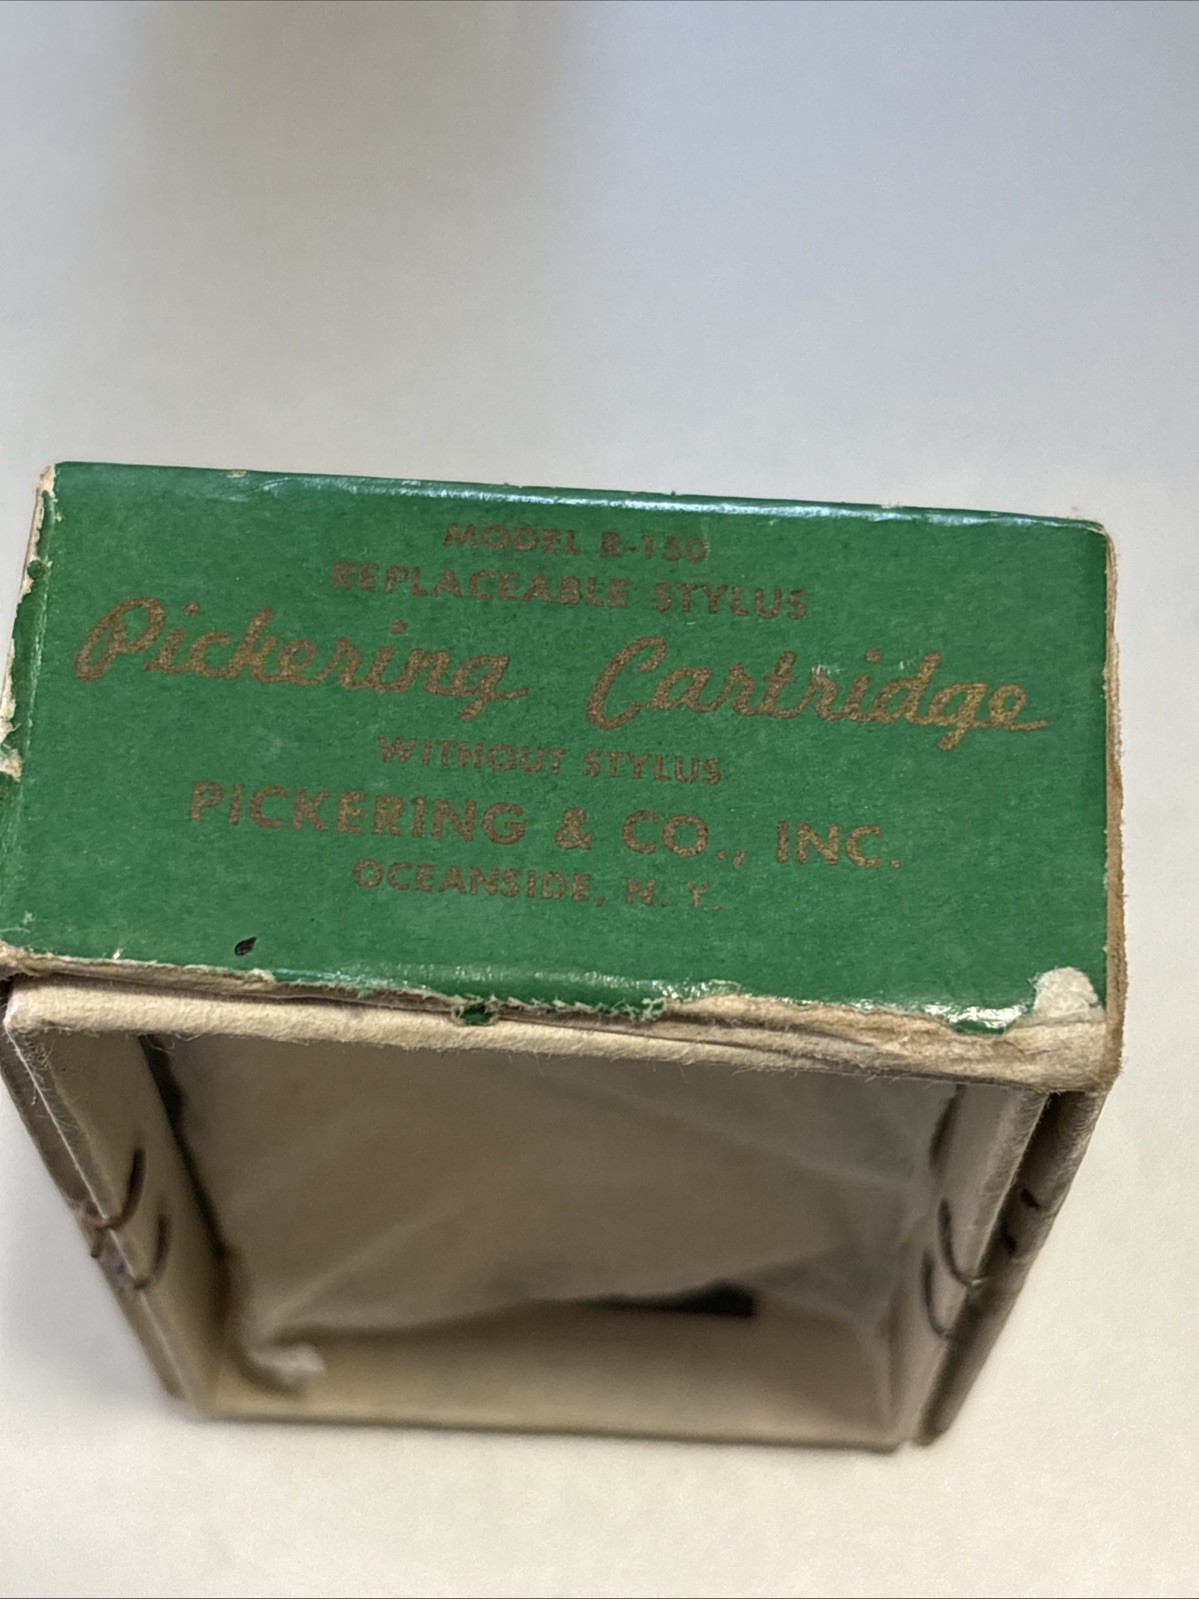 MODEL R-150
REPLACEABLE STYLUS
Pickering Cartridge
WITHOUT STYLUS
PICKERING & CO., INC.
OCEANSIDE, N. Y.